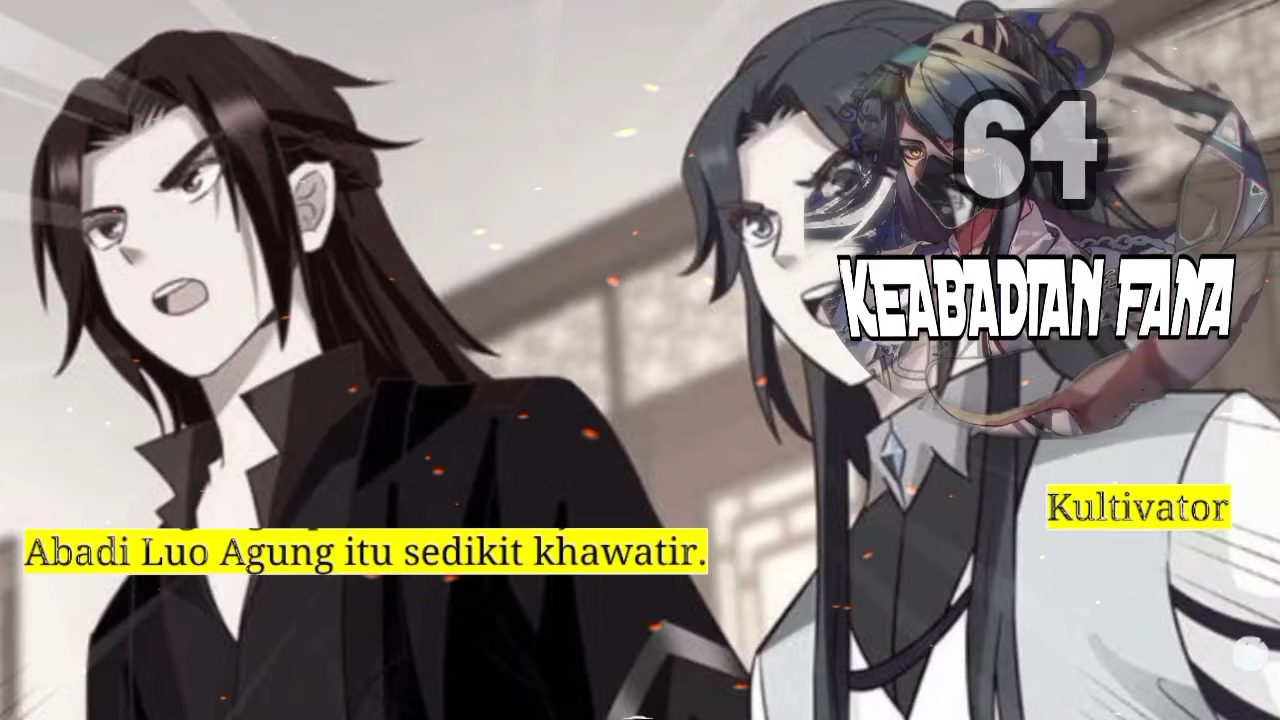 64
KEABADIAN FANA
Kultivator
Abadi Luo Agung itu sedikit khawatir.